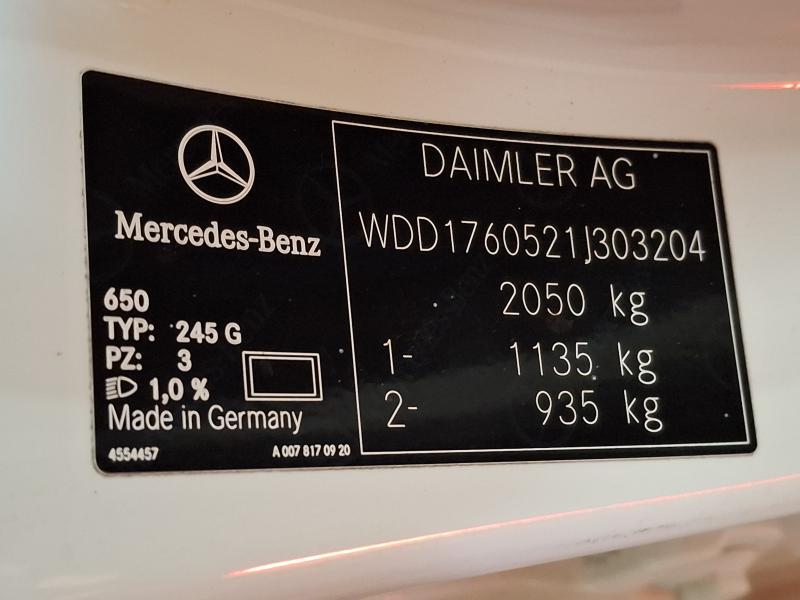 Mercedes-Benz
650
TYP: 245 G
PZ: 3
1,0 %
Made in Germany
4554457
A 007 817 09 20
DAIMLER AG
WDD1760521J303204
2050 kg
1- 1135 kg
2- 935 kg